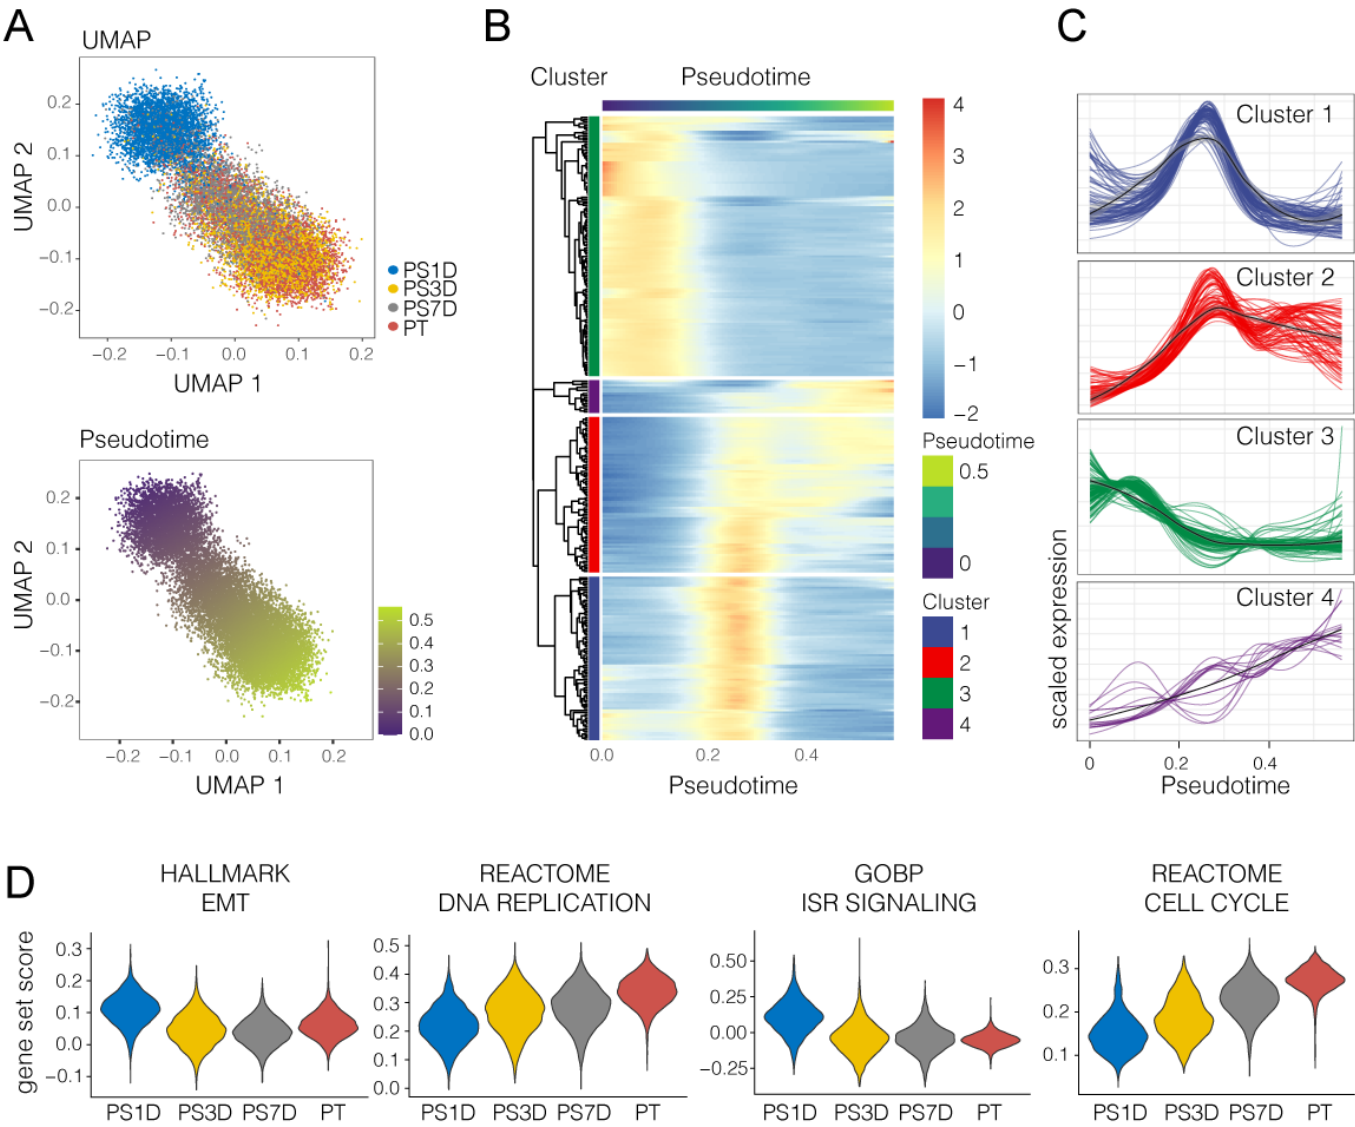 A
UMAP
UMAP 2
0.2
0.1
0.0
−0.1
−0.2
−0.2 −0.1 0.0 0.1 0.2
UMAP 1
PS1D
PS3D
PS7D
PT
Pseudotime
UMAP 2
0.2
0.1
0.0
−0.1
−0.2
−0.2 −0.1 0.0 0.1 0.2
UMAP 1
0.5
0.4
0.3
0.2
0.1
0.0
B
Cluster Pseudotime
0.0 0.2 0.4
Pseudotime
4
3
2
1
0
−1
−2
Pseudotime
0.5
0
Cluster
1
2
3
4
C
Cluster 1
Cluster 2
Cluster 3
Cluster 4
scaled expression
0 0.2 0.4
Pseudotime
D
gene set score
HALLMARK
EMT
0.3
0.2
0.1
0.0
−0.1
PS1D PS3D PS7D PT
REACTOME
DNA REPLICATION
0.5
0.4
0.3
0.2
0.1
0.0
PS1D PS3D PS7D PT
GOBP
ISR SIGNALING
0.50
0.25
0.00
−0.25
PS1D PS3D PS7D PT
REACTOME
CELL CYCLE
0.3
0.2
0.1
PS1D PS3D PS7D PT